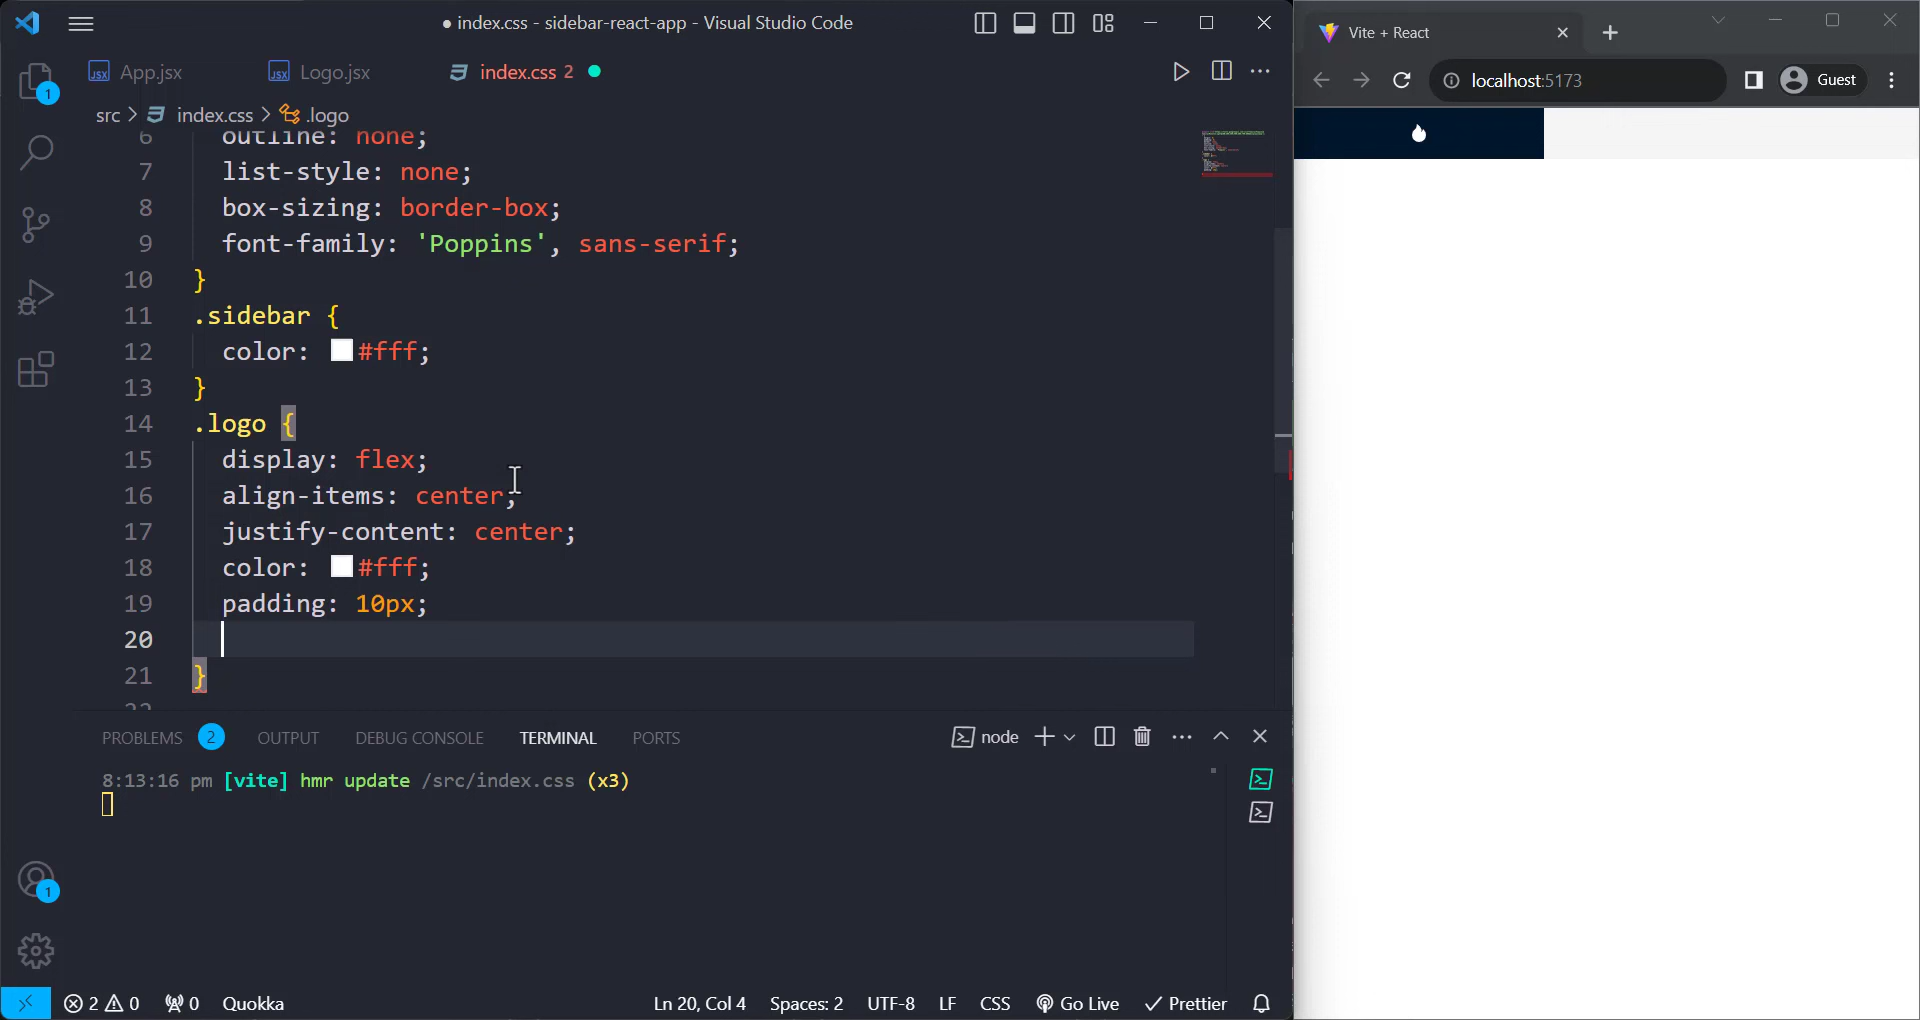 index.css - sidebar-react-app - Visual Studio Code
App.jsx
Logo.jsx
index.css 2
src > index.css > .logo
6 outline: none;
7 list-style: none;
8 box-sizing: border-box;
9 font-family: 'Poppins', sans-serif;
10 }
11 .sidebar {
12 color: #fff;
13 }
14 .logo {
15 display: flex;
16 align-items: center;
17 justify-content: center;
18 color: #fff;
19 padding: 10px;
20
21 }
22
PROBLEMS 2 OUTPUT DEBUG CONSOLE TERMINAL PORTS
node
8:13:16 pm [vite] hmr update /src/index.css (x3)
1
1
2 0 0 Quokka
Ln 20, Col 4 Spaces: 2 UTF-8 LF CSS Go Live Prettier
Vite + React
localhost:5173
Guest